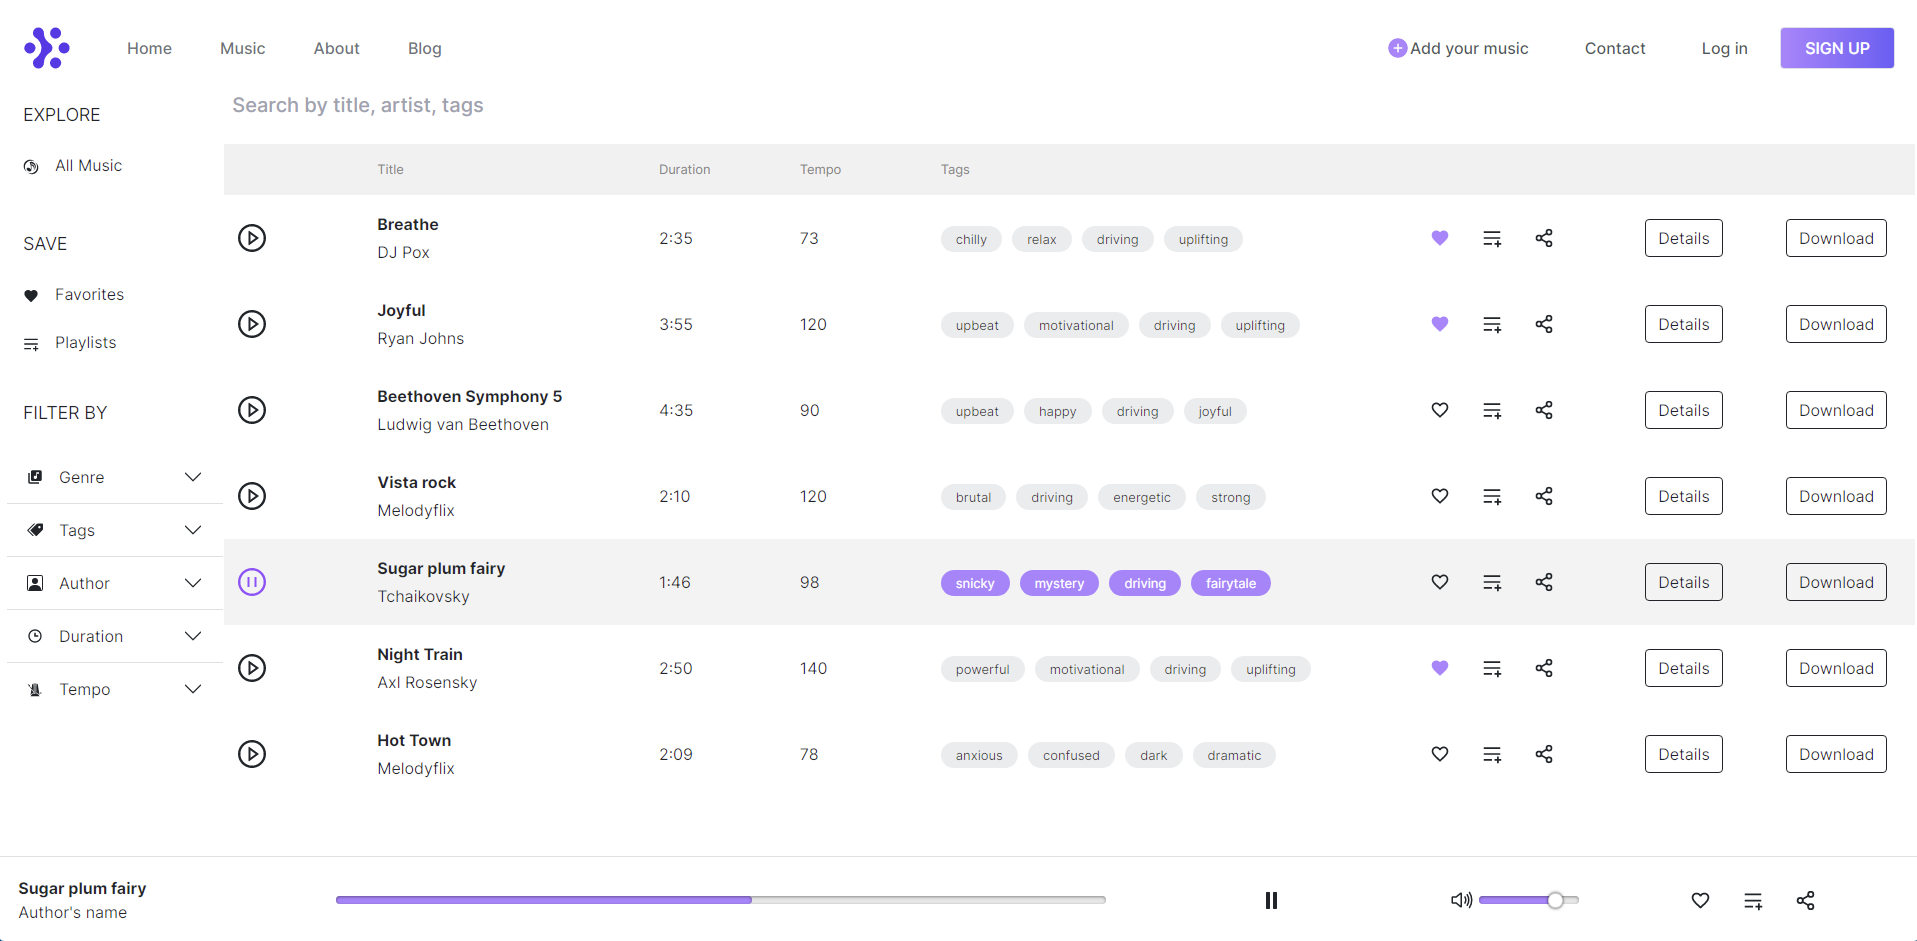 Home Music About Blog Add your music Contact Log in SIGN UP
EXPLORE
Search by title, artist, tags
All Music
SAVE
Favorites
Playlists
FILTER BY
Genre
Tags
Author
Duration
Tempo
Title Duration Tempo Tags
Breathe
DJ Pox
2:35 73 chilly relax driving uplifting Details Download
Joyful
Ryan Johns
3:55 120 upbeat motivational driving uplifting Details Download
Beethoven Symphony 5
Ludwig van Beethoven
4:35 90 upbeat happy driving joyful Details Download
Vista rock
Melodyflix
2:10 120 brutal driving energetic strong Details Download
Sugar plum fairy
Tchaikovsky
1:46 98 snicky mystery driving fairytale Details Download
Night Train
Axl Rosensky
2:50 140 powerful motivational driving uplifting Details Download
Hot Town
Melodyflix
2:09 78 anxious confused dark dramatic Details Download
Sugar plum fairy
Author's name